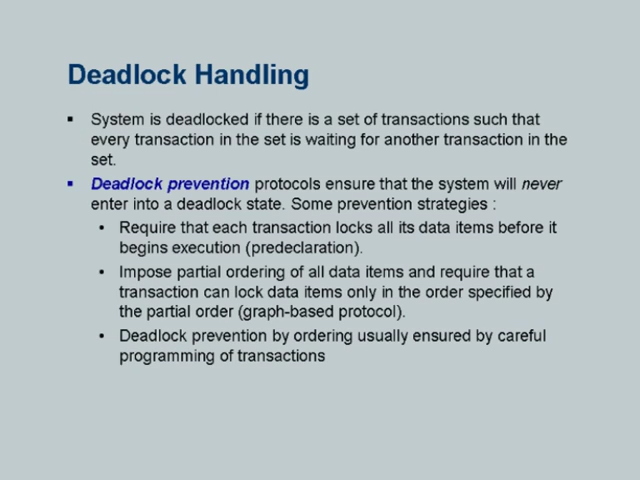 Deadlock Handling
▪ System is deadlocked if there is a set of transactions such that
every transaction in the set is waiting for another transaction in the
set.
▪ Deadlock prevention protocols ensure that the system will never
enter into a deadlock state. Some prevention strategies :
• Require that each transaction locks all its data items before it
begins execution (predeclaration).
• Impose partial ordering of all data items and require that a
transaction can lock data items only in the order specified by
the partial order (graph-based protocol).
• Deadlock prevention by ordering usually ensured by careful
programming of transactions